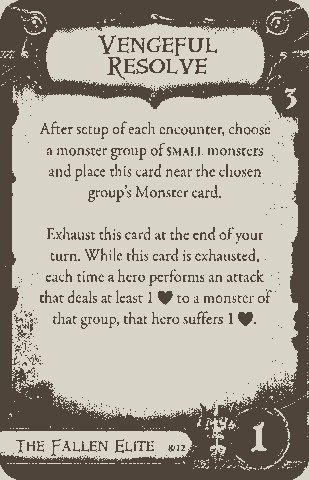 VENGEFUL
RESOLVE
3
After setup of each encounter, choose
a monster group of SMALL monsters
and place this card near the chosen
group's Monster card.
Exhaust this card at the end of your
turn. While this card is exhausted,
each time a hero performs an attack
that deals at least 1 ♥ to a monster of
that group, that hero suffers 1 ♥.
THE FALLEN ELITE 8/12
1